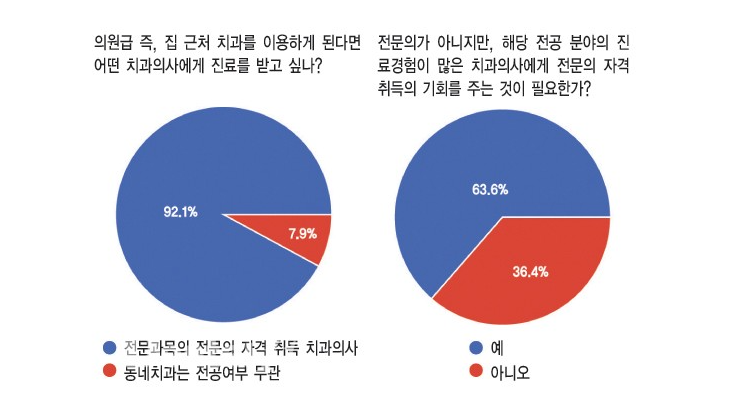 의원급 즉, 집 근처 치과를 이용하게 된다면
어떤 치과의사에게 진료를 받고 싶나?
92.1%
7.9%
전문과목의 전문의 자격 취득 치과의사
동네치과는 전공여부 무관
전문의가 아니지만, 해당 전공 분야의 진
료경험이 많은 치과의사에게 전문의 자격
취득의 기회를 주는 것이 필요한가?
63.6%
36.4%
예
아니오